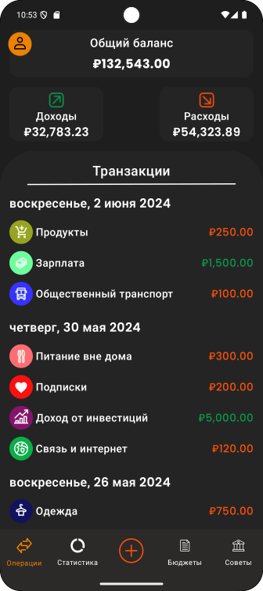 10:53
Общий баланс
₽132,543.00
Доходы
₽32,783.23
Расходы
₽54,323.89
Транзакции
воскресенье, 2 июня 2024
Продукты ₽250.00
Зарплата ₽1,500.00
Общественный транспорт ₽100.00
четверг, 30 мая 2024
Питание вне дома ₽300.00
Подписки ₽200.00
Доход от инвестиций ₽5,000.00
Связь и интернет ₽120.00
воскресенье, 26 мая 2024
Одежда ₽750.00
Операции Статистика Бюджеты Советы